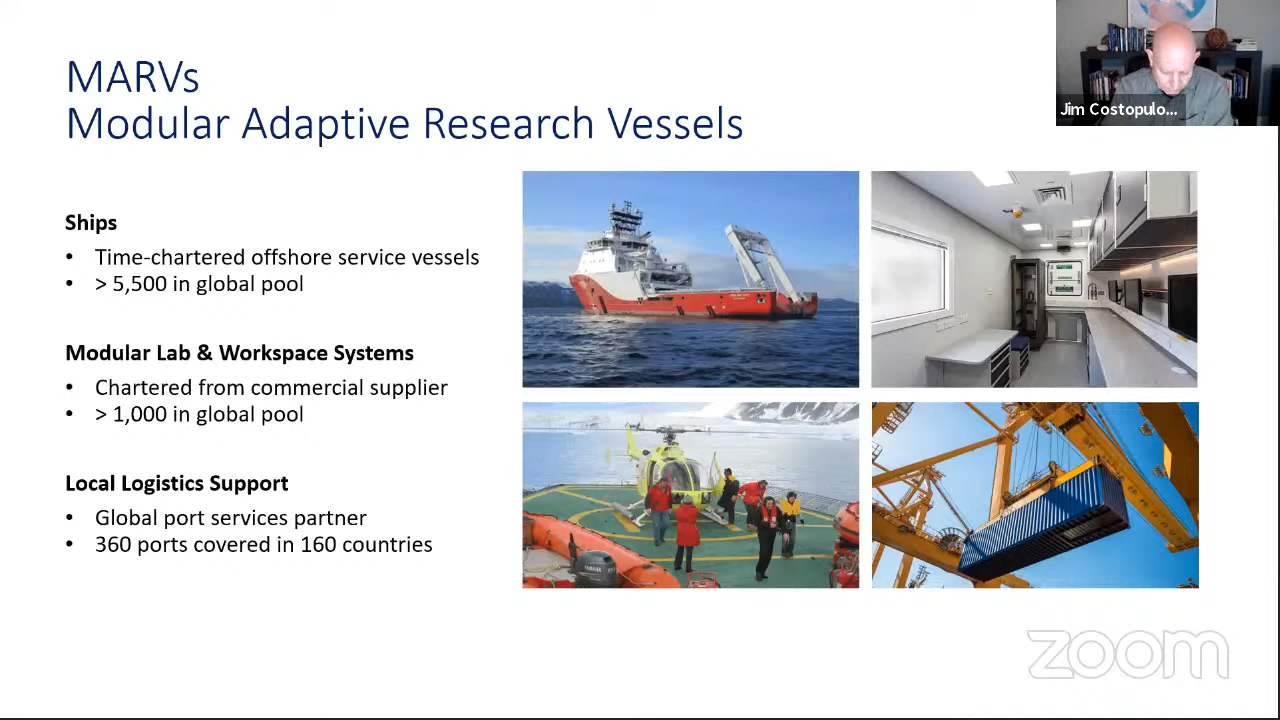 MARVs
Modular Adaptive Research Vessels
Jim Costopulo...
Ships
• Time-chartered offshore service vessels
• > 5,500 in global pool
Modular Lab & Workspace Systems
• Chartered from commercial supplier
• > 1,000 in global pool
Local Logistics Support
• Global port services partner
• 360 ports covered in 160 countries
YAMAHA
zoom